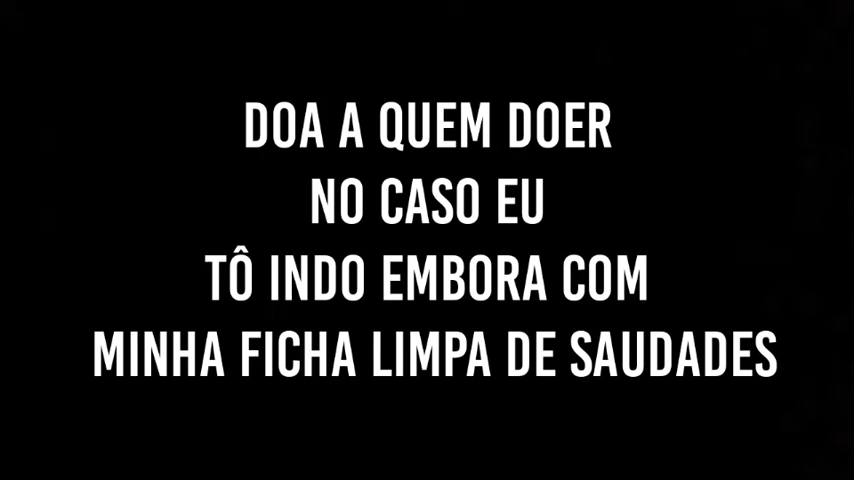 DOA A QUEM DOER
NO CASO EU
TÔ INDO EMBORA COM
MINHA FICHA LIMPA DE SAUDADES